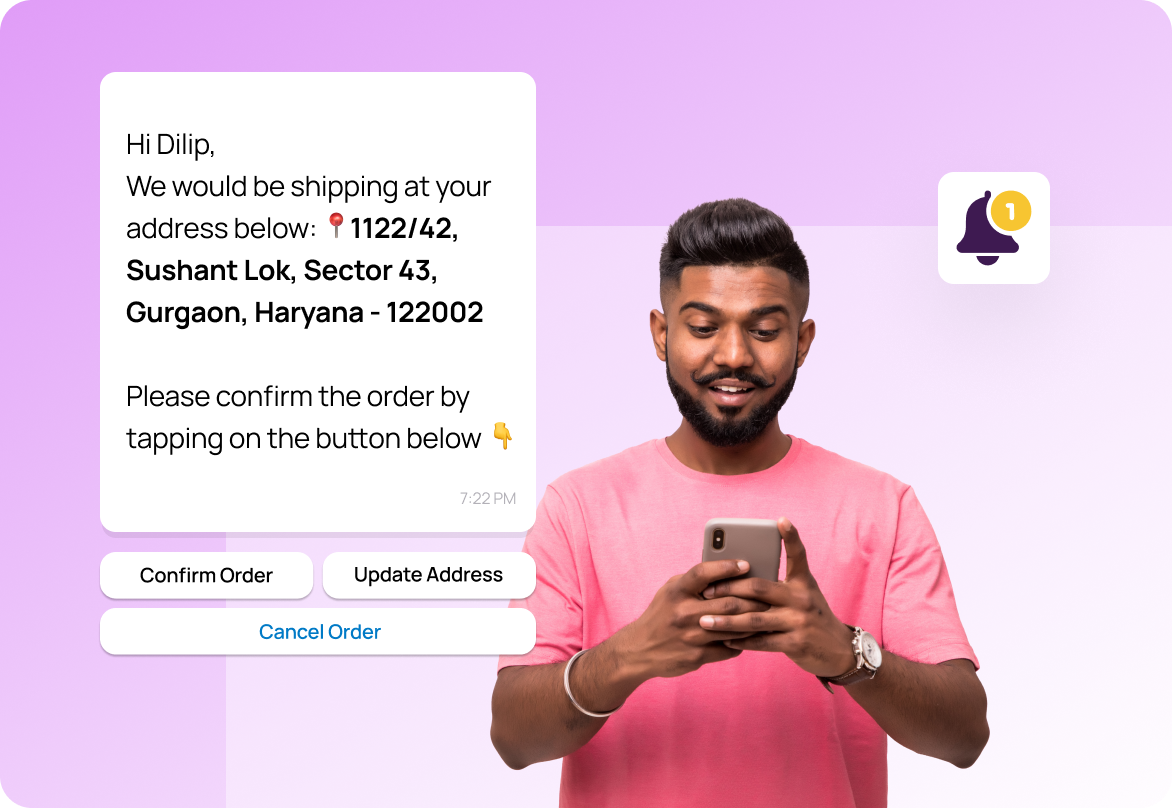 Hi Dilip,
We would be shipping at your
address below: 📍1122/42,
Sushant Lok, Sector 43,
Gurgaon, Haryana - 122002
Please confirm the order by
tapping on the button below 👇
7:22 PM
Confirm Order
Update Address
Cancel Order
1